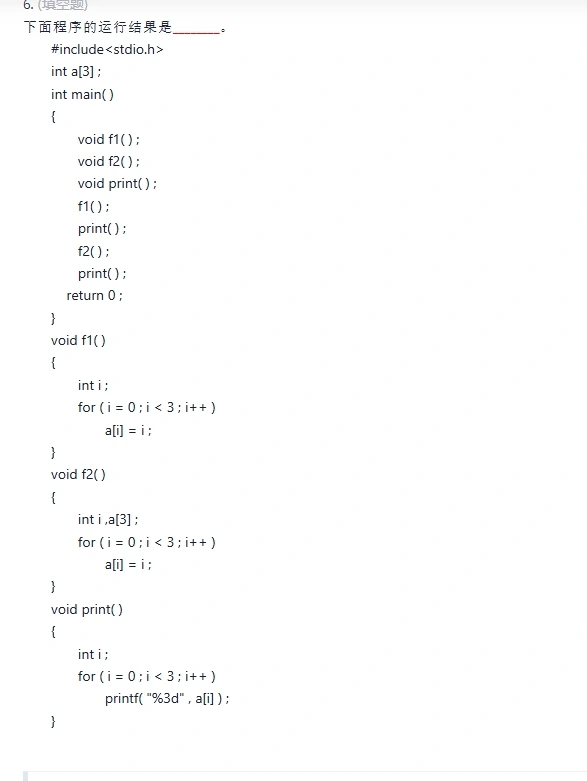 6. (填空题)
下面程序的运行结果是________。
#include<stdio.h>
int a[3] ;
int main( )
{
void f1( ) ;
void f2( ) ;
void print( ) ;
f1( ) ;
print( ) ;
f2( ) ;
print( ) ;
return 0 ;
}
void f1( )
{
int i ;
for ( i = 0 ; i < 3 ; i++ )
a[i] = i ;
}
void f2( )
{
int i ,a[3] ;
for ( i = 0 ; i < 3 ; i++ )
a[i] = i ;
}
void print( )
{
int i ;
for ( i = 0 ; i < 3 ; i++ )
printf( "%3d" , a[i] ) ;
}